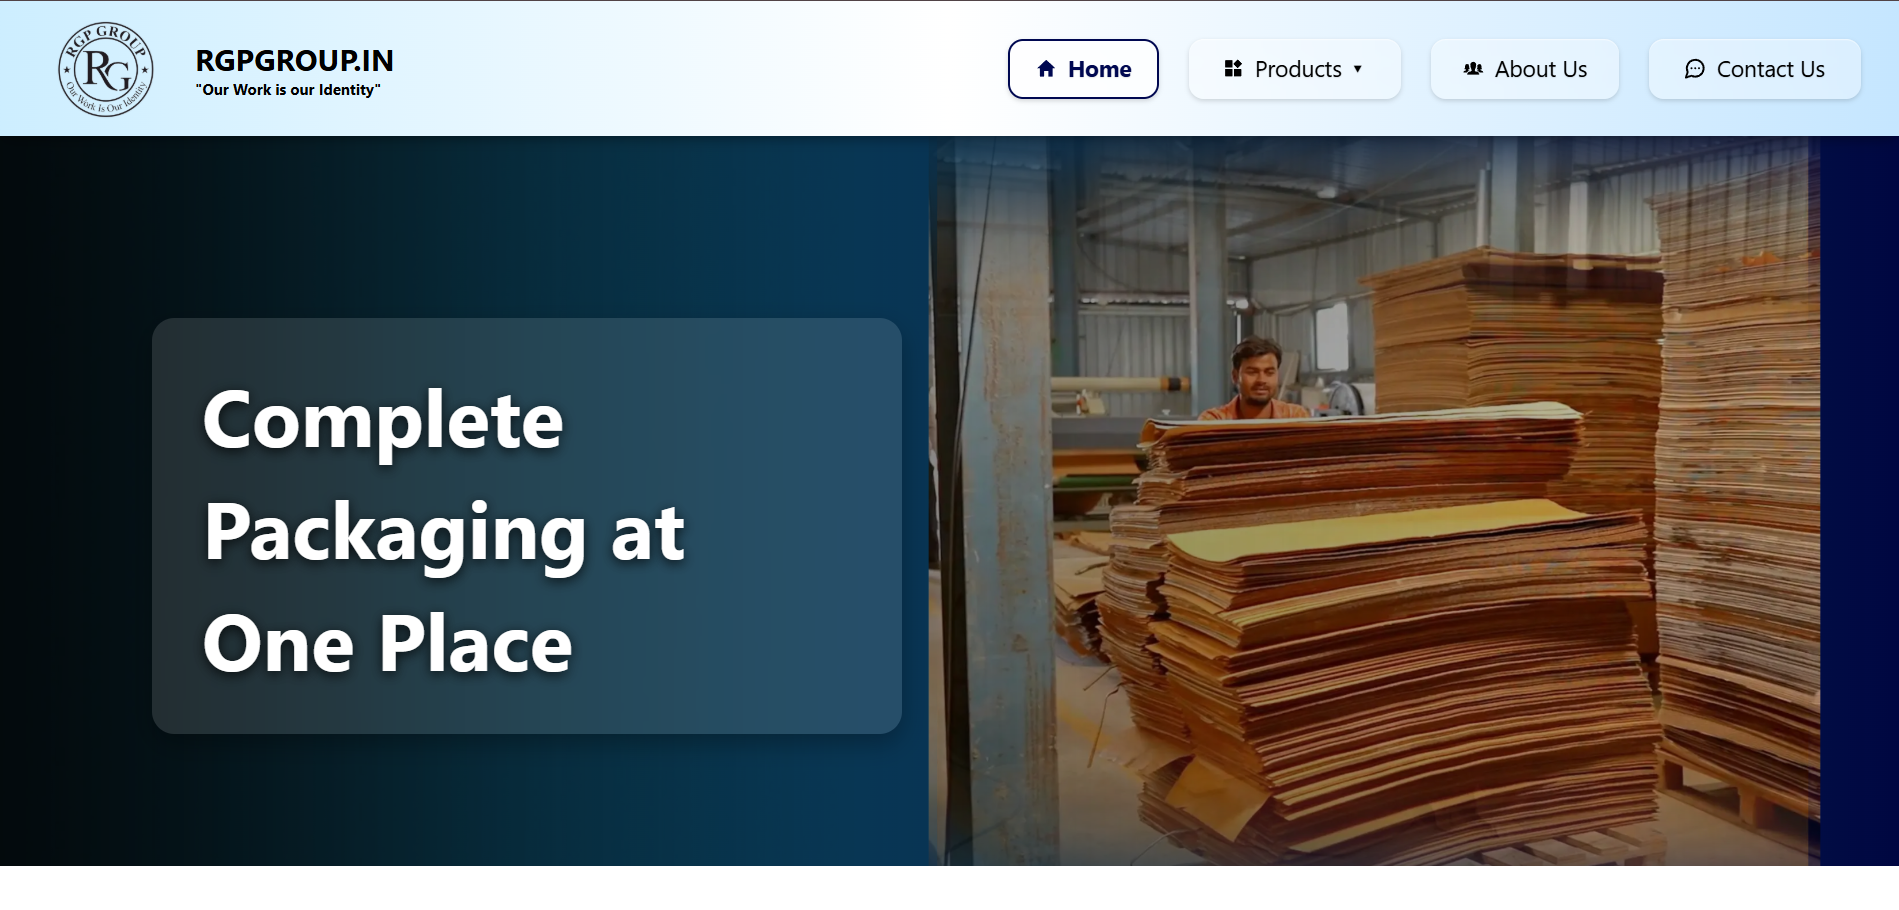 RGP GROUP
RG
Our Work Is Our Identity
RGPGROUP.IN
"Our Work is our Identity"
Home
Products
About Us
Contact Us
Complete
Packaging at
One Place